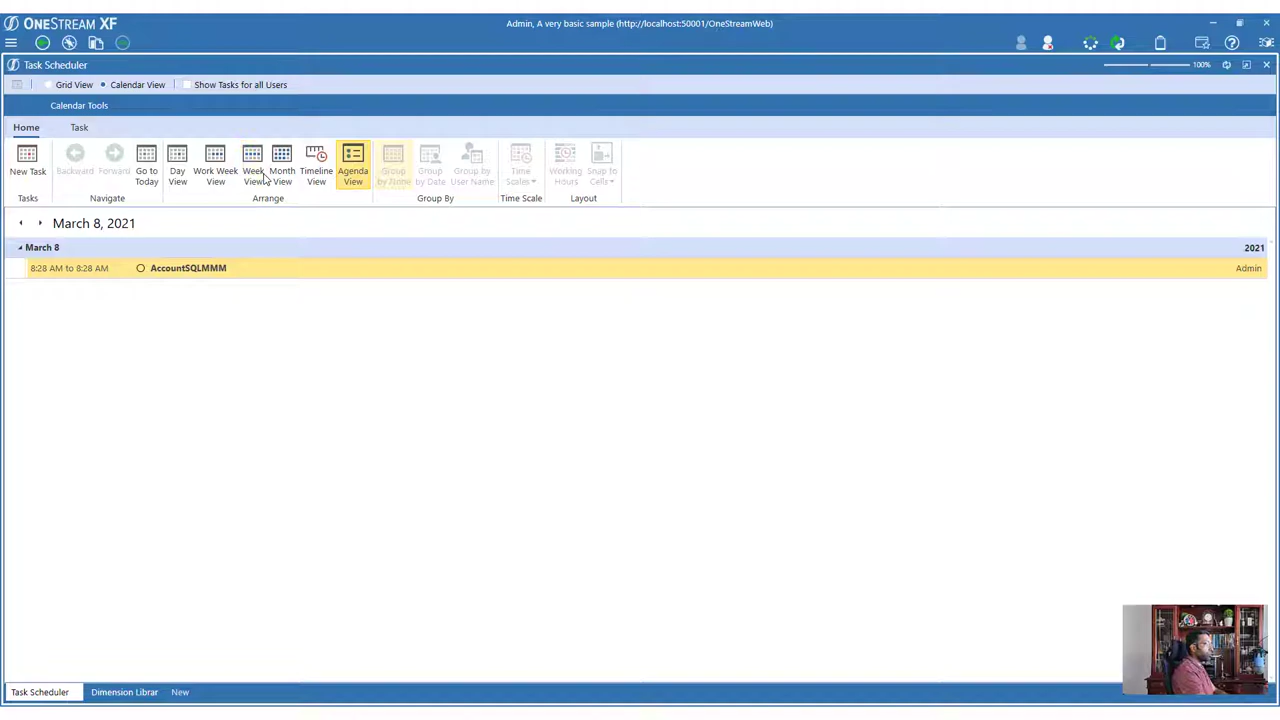 ONESTREAM XF
Admin, A very basic sample (http://localhost:50001/OneStreamWeb)
Task Scheduler
100%
Grid View
Calendar View
Show Tasks for all Users
Calendar Tools
Home
Task
New Task
Backward
Forward
Go to Today
Day View
Work Week View
Week View
Month View
Timeline View
Agenda View
Group by None
Group by Date
Group by User Name
Time Scales
Working Hours
Snap to Cells
Tasks
Navigate
Arrange
Group By
Time Scale
Layout
March 8, 2021
March 8
2021
8:28 AM to 8:28 AM
AccountSQLMMM
Admin
Task Scheduler
Dimension Librar
New